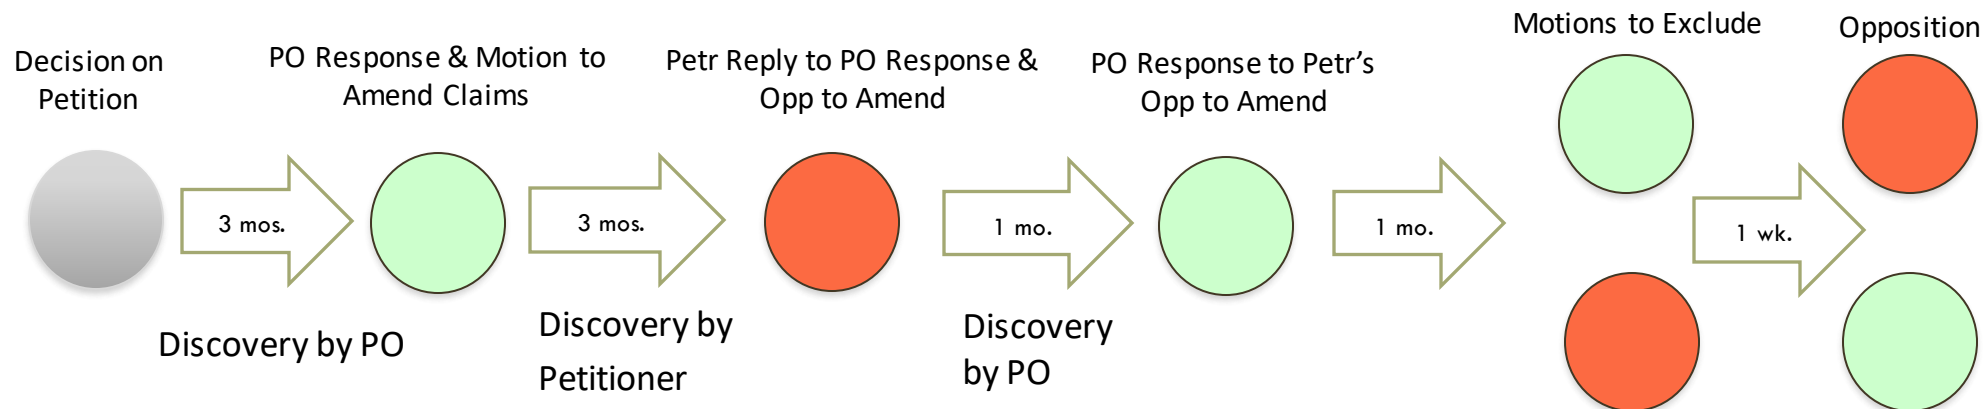 Decision on
Petition
PO Response & Motion to
Amend Claims
Petr Reply to PO Response &
Opp to Amend
PO Response to Petr's
Opp to Amend
Motions to Exclude
Opposition
3 mos.
3 mos.
1 mo.
1 mo.
1 wk.
Discovery by PO
Discovery by
Petitioner
Discovery
by PO